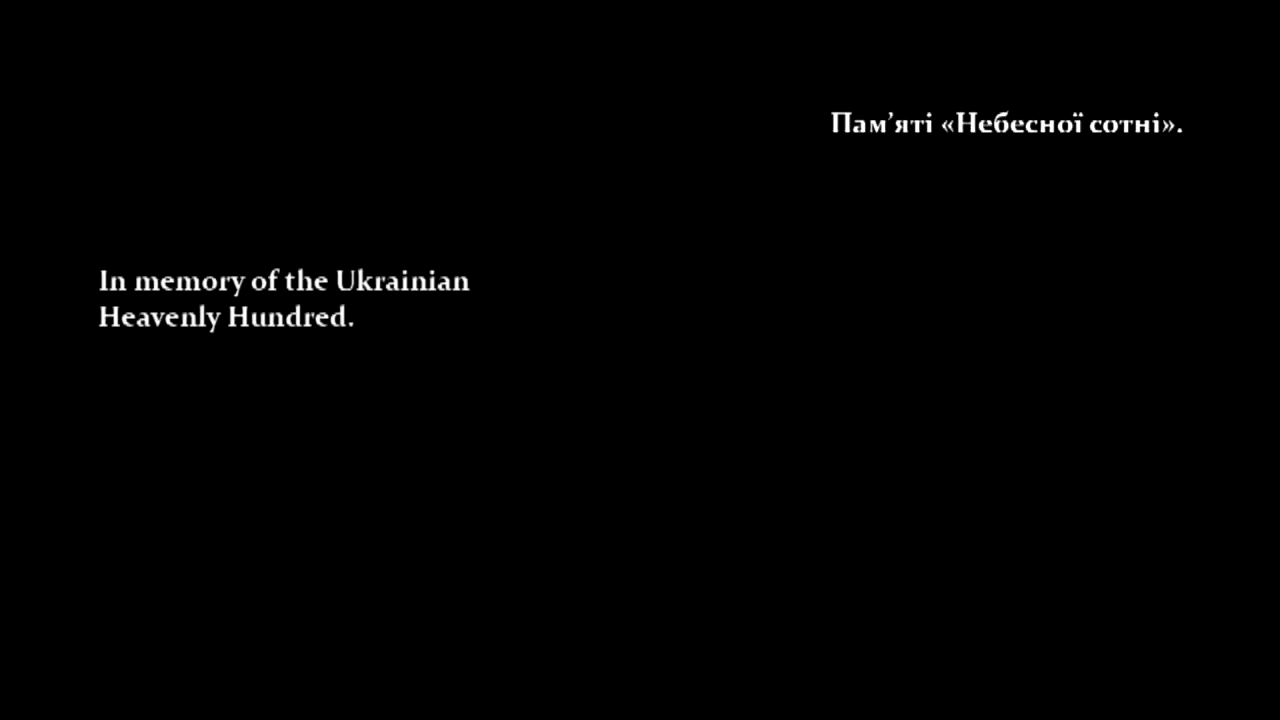 Пам’яті «Небесної сотні».
In memory of the Ukrainian
Heavenly Hundred.